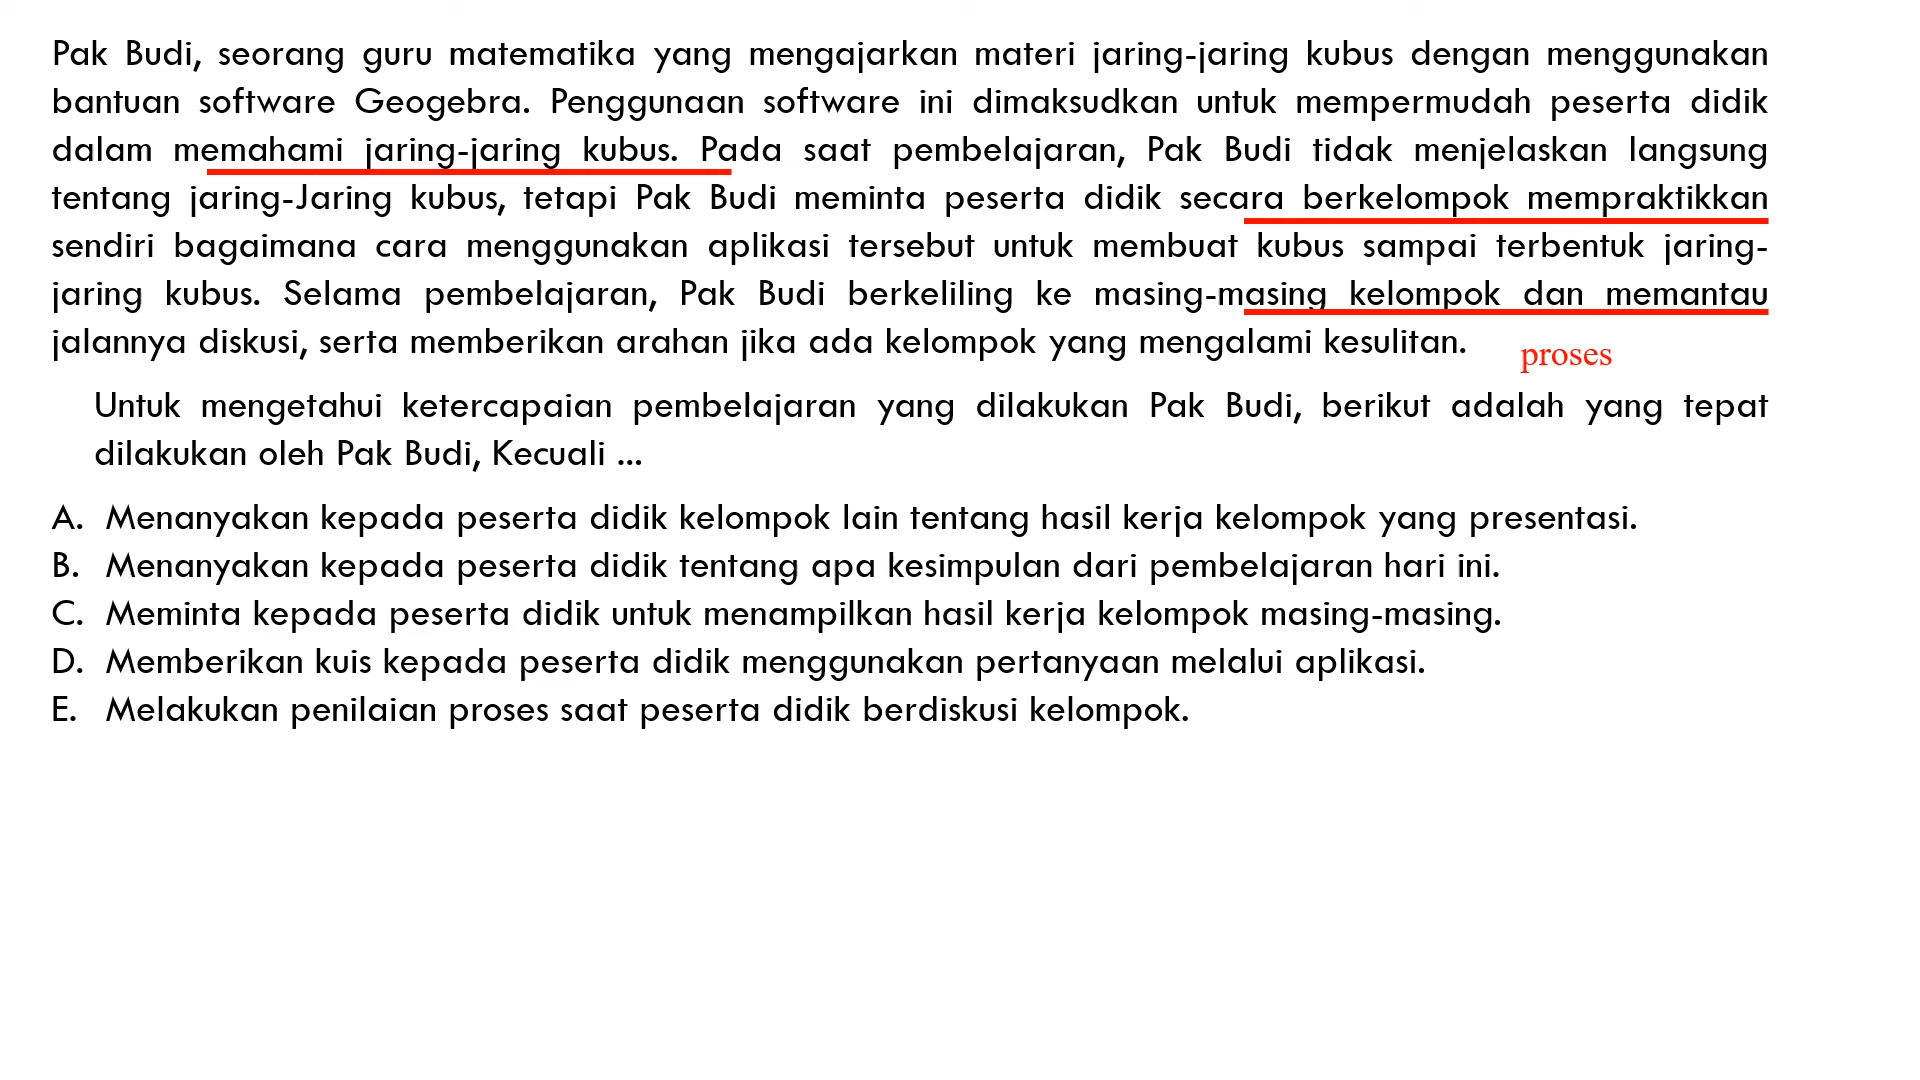 Pak Budi, seorang guru matematika yang mengajarkan materi jaring-jaring kubus dengan menggunakan
bantuan software Geogebra. Penggunaan software ini dimaksudkan untuk mempermudah peserta didik
dalam memahami jaring-jaring kubus. Pada saat pembelajaran, Pak Budi tidak menjelaskan langsung
tentang jaring-Jaring kubus, tetapi Pak Budi meminta peserta didik secara berkelompok mempraktikkan
sendiri bagaimana cara menggunakan aplikasi tersebut untuk membuat kubus sampai terbentuk jaring-
jaring kubus. Selama pembelajaran, Pak Budi berkeliling ke masing-masing kelompok dan memantau
jalannya diskusi, serta memberikan arahan jika ada kelompok yang mengalami kesulitan.
proses
Untuk mengetahui ketercapaian pembelajaran yang dilakukan Pak Budi, berikut adalah yang tepat
dilakukan oleh Pak Budi, Kecuali ...
A. Menanyakan kepada peserta didik kelompok lain tentang hasil kerja kelompok yang presentasi.
B. Menanyakan kepada peserta didik tentang apa kesimpulan dari pembelajaran hari ini.
C. Meminta kepada peserta didik untuk menampilkan hasil kerja kelompok masing-masing.
D. Memberikan kuis kepada peserta didik menggunakan pertanyaan melalui aplikasi.
E. Melakukan penilaian proses saat peserta didik berdiskusi kelompok.